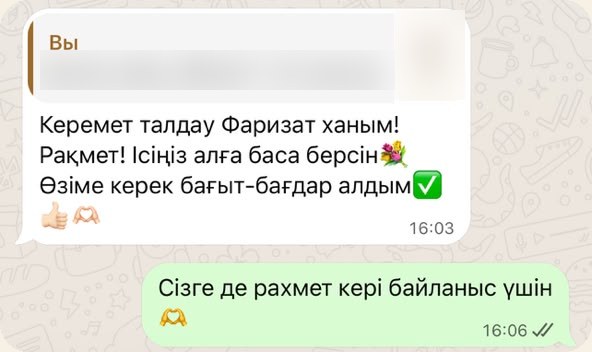 Вы
Керемет талдау Фаризат ханым!
Рақмет! Ісіңіз алға баса берсін💐
Өзіме керек бағыт-бағдар алдым✅
👍🏻🫶🏻
16:03
Сізге де рахмет кері байланыс үшін
🫶
16:06